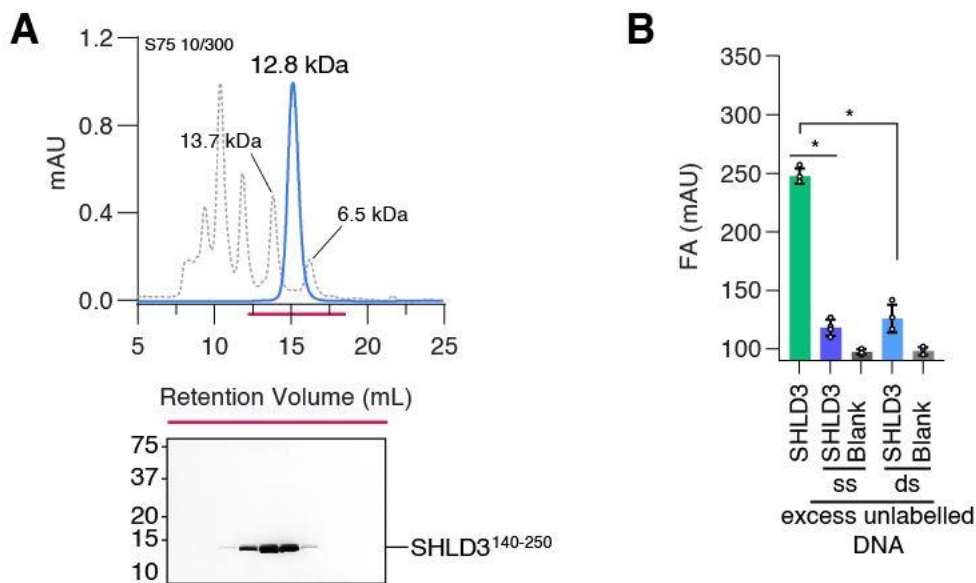 A
S75 10/300
12.8 kDa
13.7 kDa
6.5 kDa
mAU
1.2
0.8
0.4
0.0
5 10 15 20 25
Retention Volume (mL)
75
37
20
15
10
SHLD3140-250
B
FA (mAU)
350
300
250
200
150
100
*
*
SHLD3
SHLD3
Blank
SHLD3
Blank
ss
ds
excess unlabelled
DNA